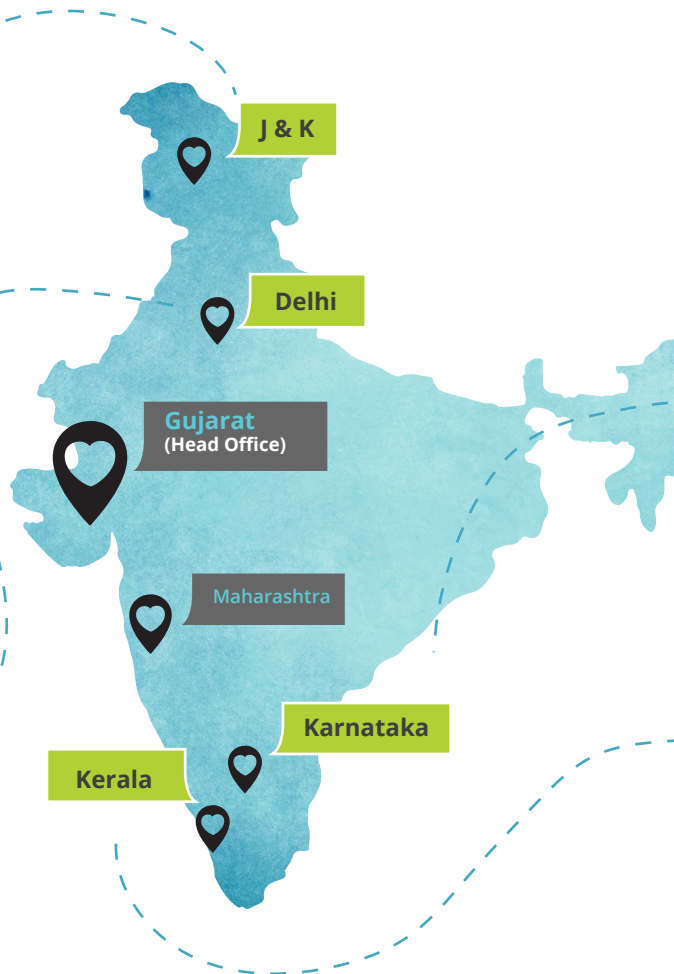 J & K
Delhi
Gujarat
(Head Office)
Maharashtra
Karnataka
Kerala